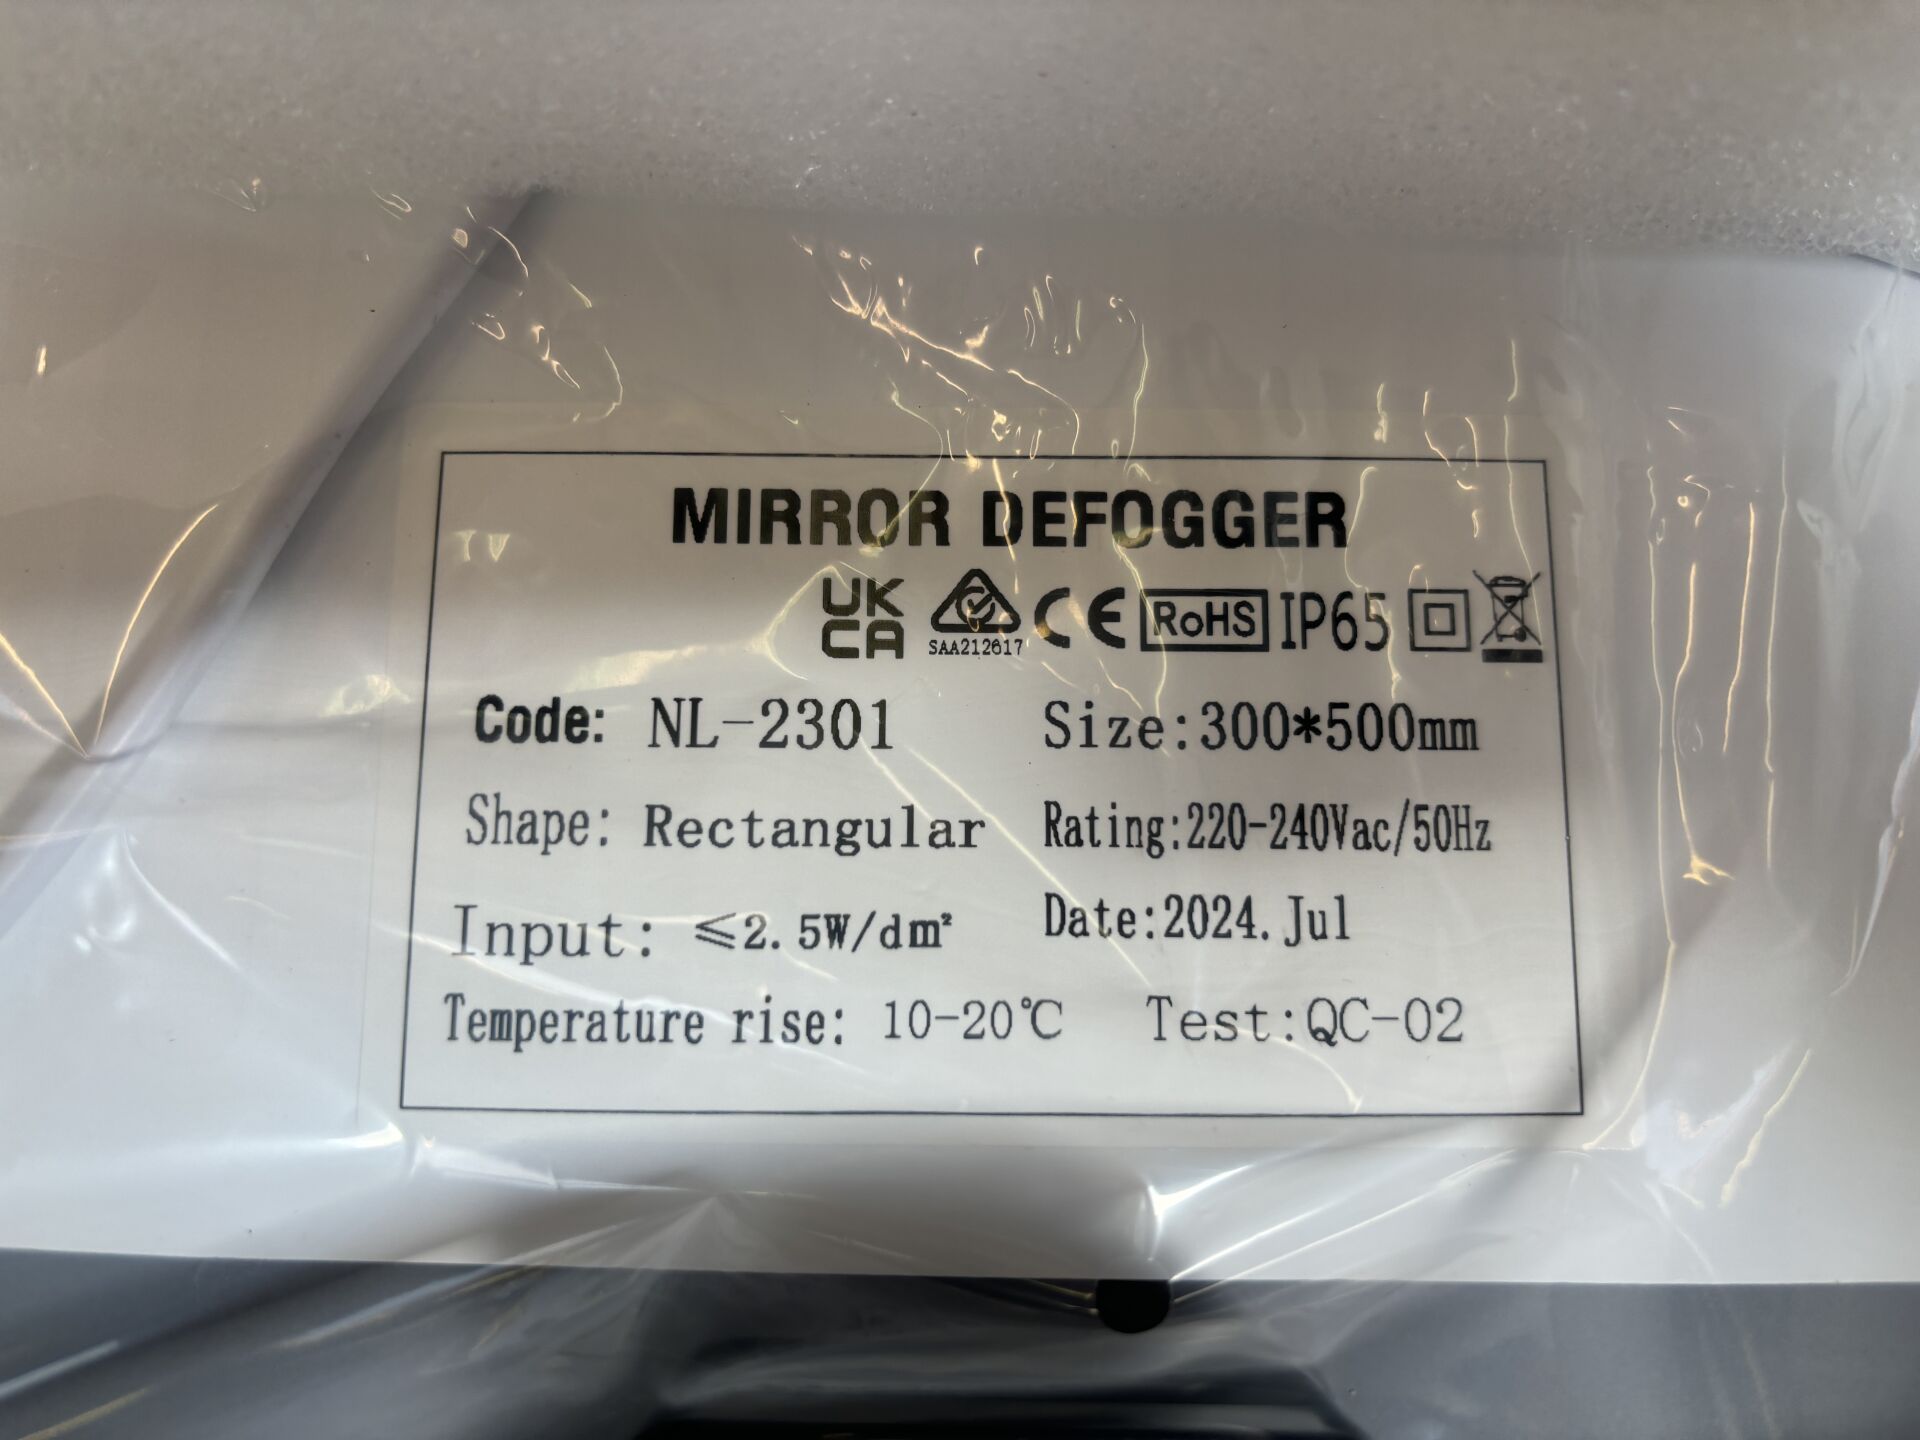 MIRROR DEFOGGER
UK CA SAA212617 CE RoHS IP65
Code: NL-2301 Size:300*500mm
Shape: Rectangular Rating:220-240Vac/50Hz
Input: ≤2.5W/dm² Date:2024.Jul
Temperature rise: 10-20℃ Test:QC-02